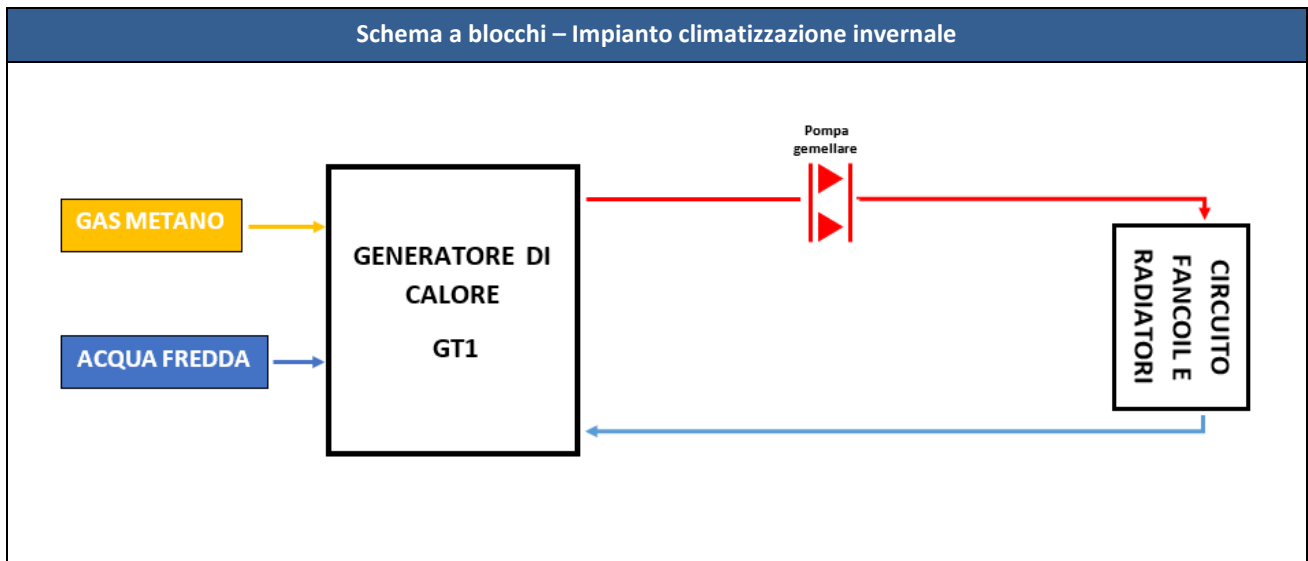 Schema a blocchi – Impianto climatizzazione invernale
Pompa
gemellare
GAS METANO
GENERATORE DI
CALORE
GT1
ACQUA FREDDA
CIRCUITO
FANCOIL E
RADIATORI